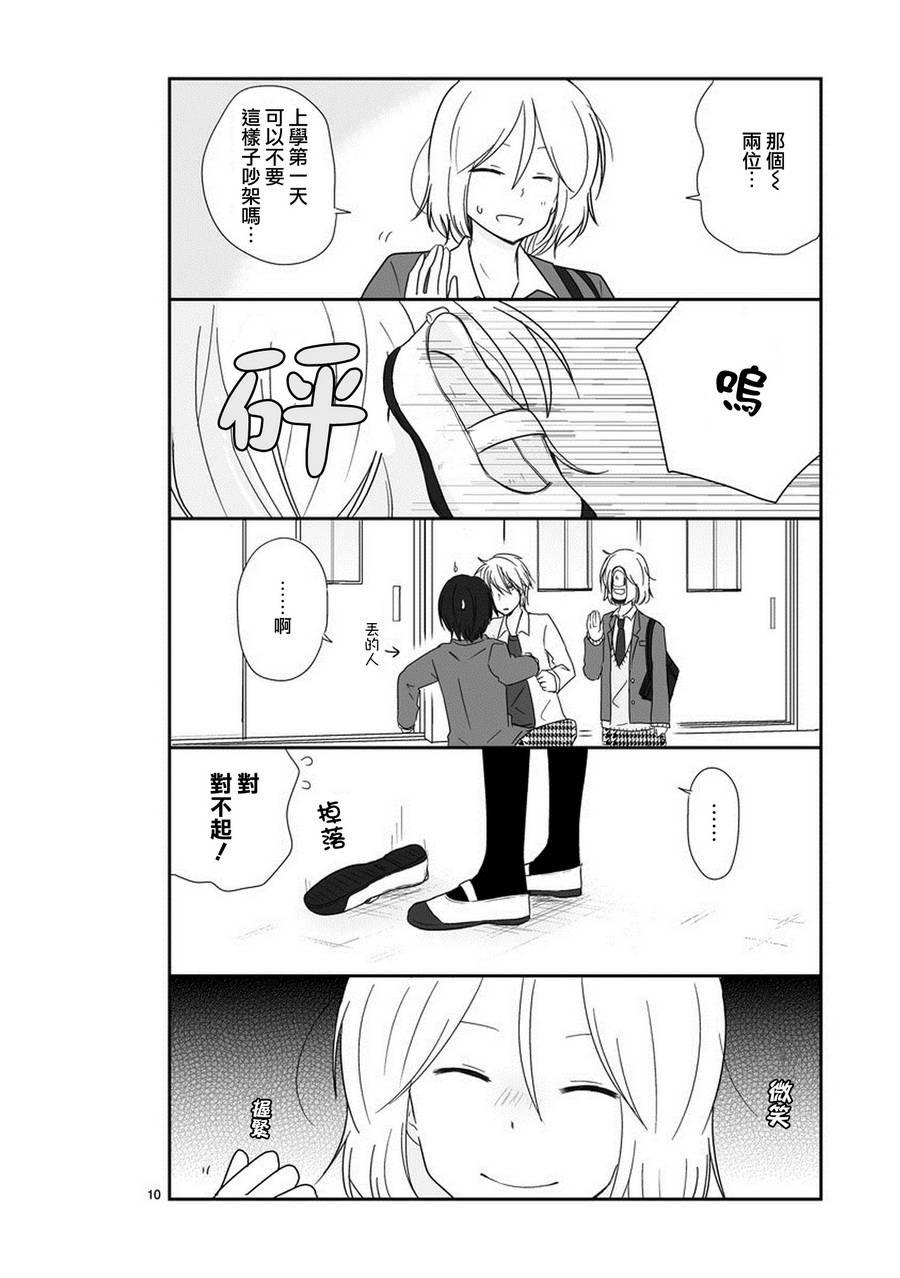 那個～
兩位…
上學第一天
可以不要
這樣子吵架嗎…
嗚
砰
丟的人
……啊
…
掉落
對
對不起！
微笑
握緊
10